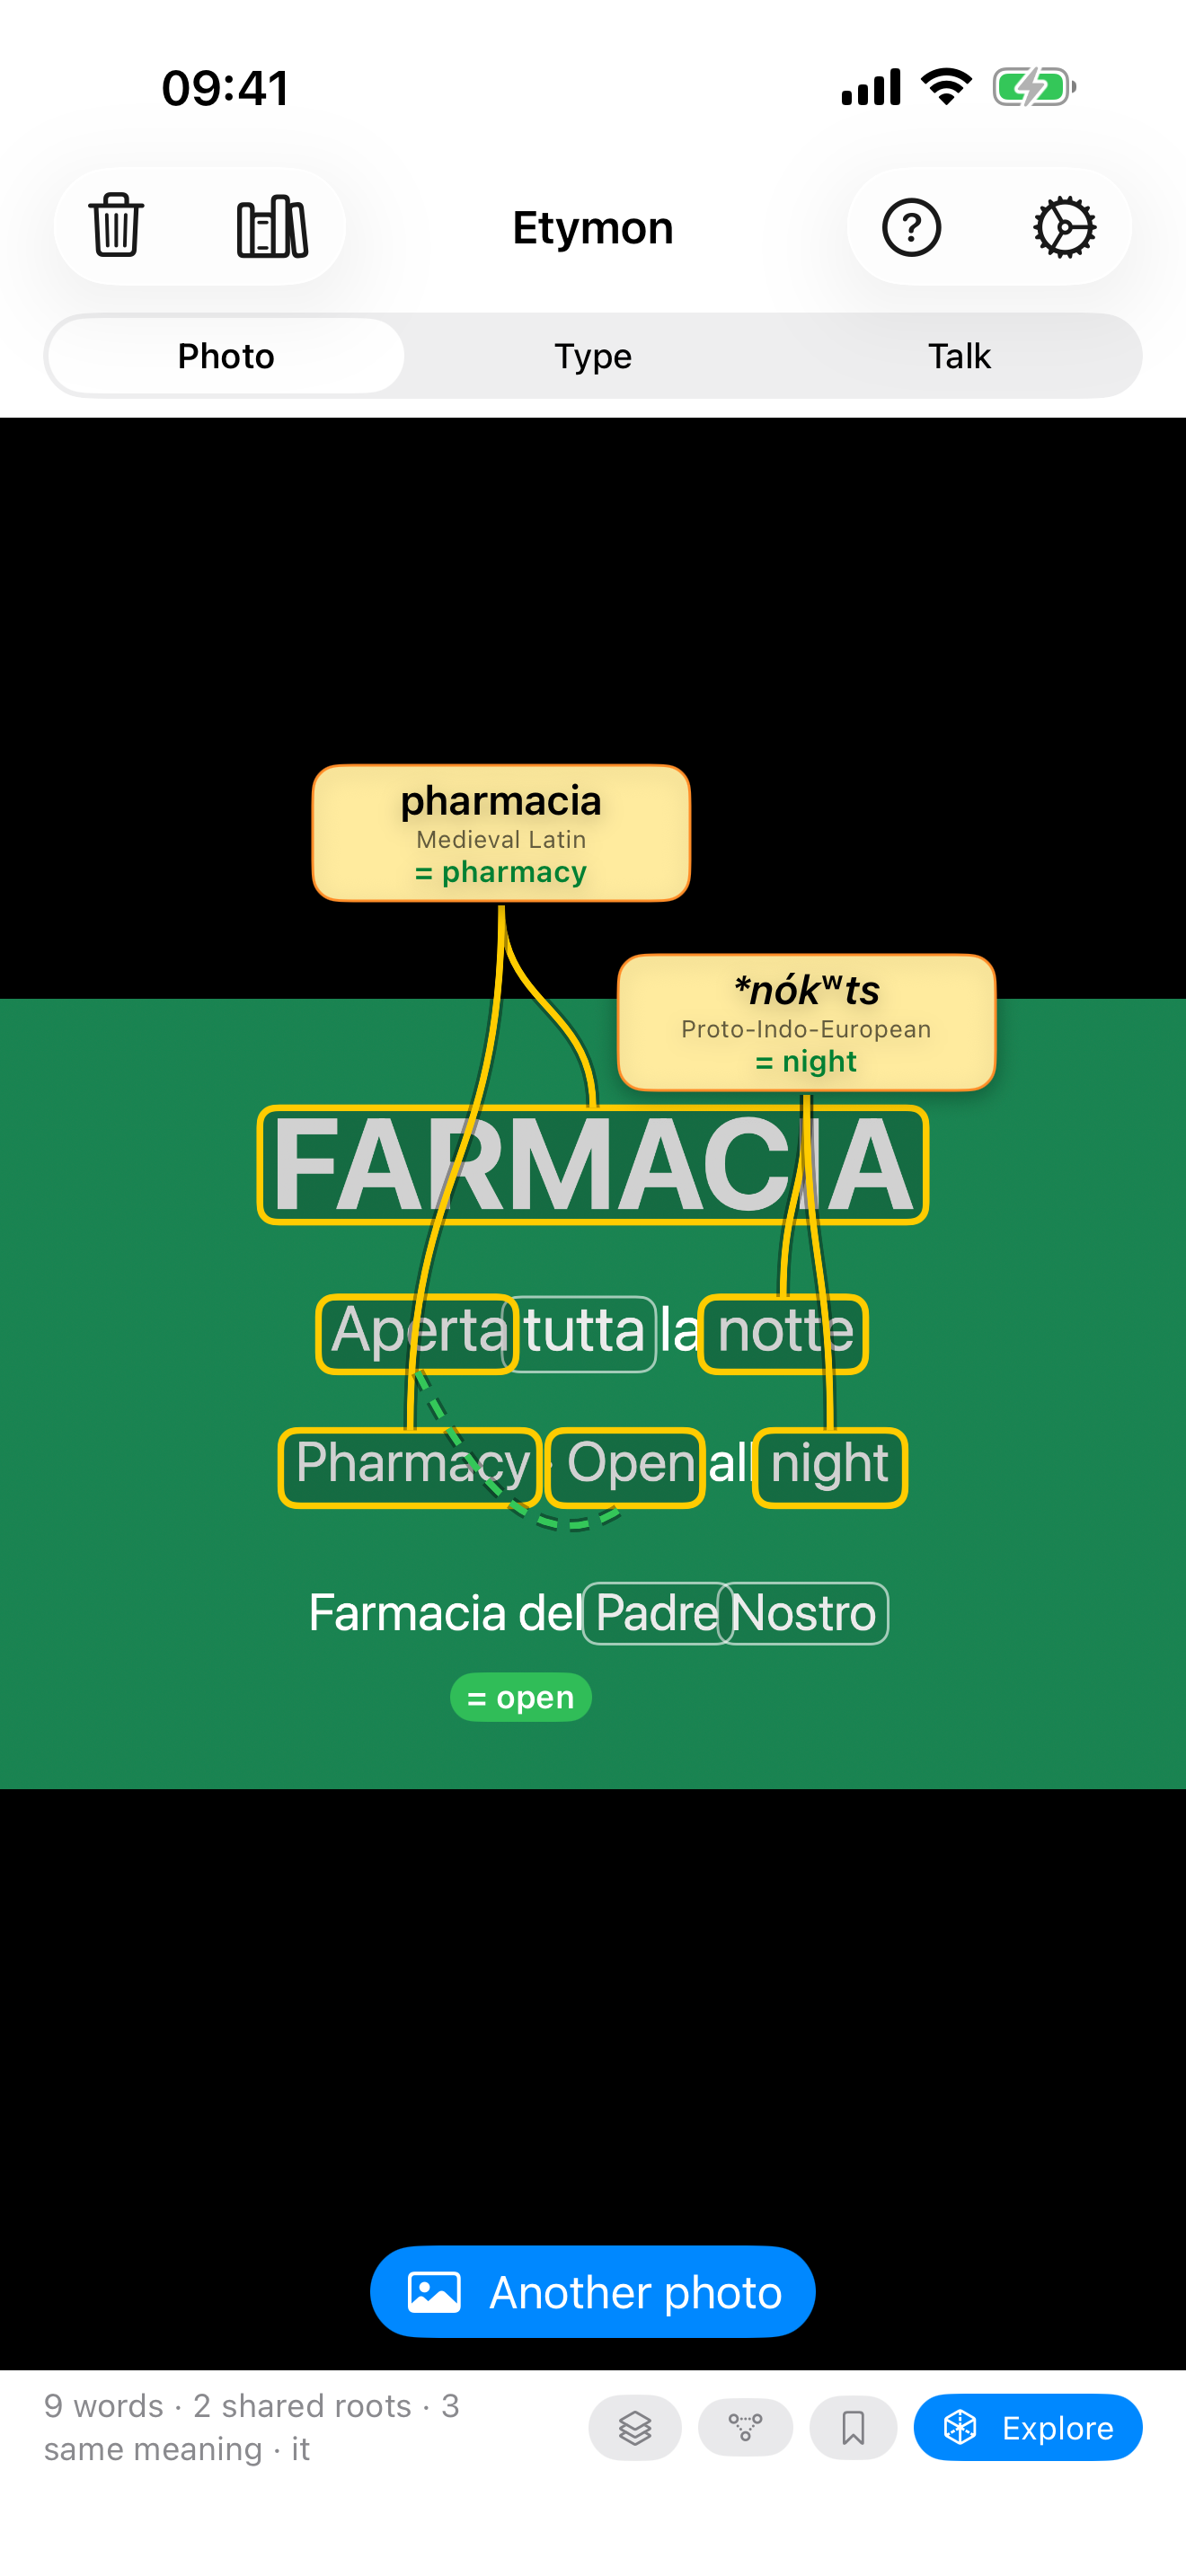 09:41
Etymon
Photo
Type
Talk
pharmacia
Medieval Latin
= pharmacy
*nókʷts
Proto-Indo-European
= night
FARMACIA
Aperta tutta la notte
Pharmacy · Open all night
Farmacia del Padre Nostro
= open
Another photo
9 words · 2 shared roots · 3
same meaning · it
Explore